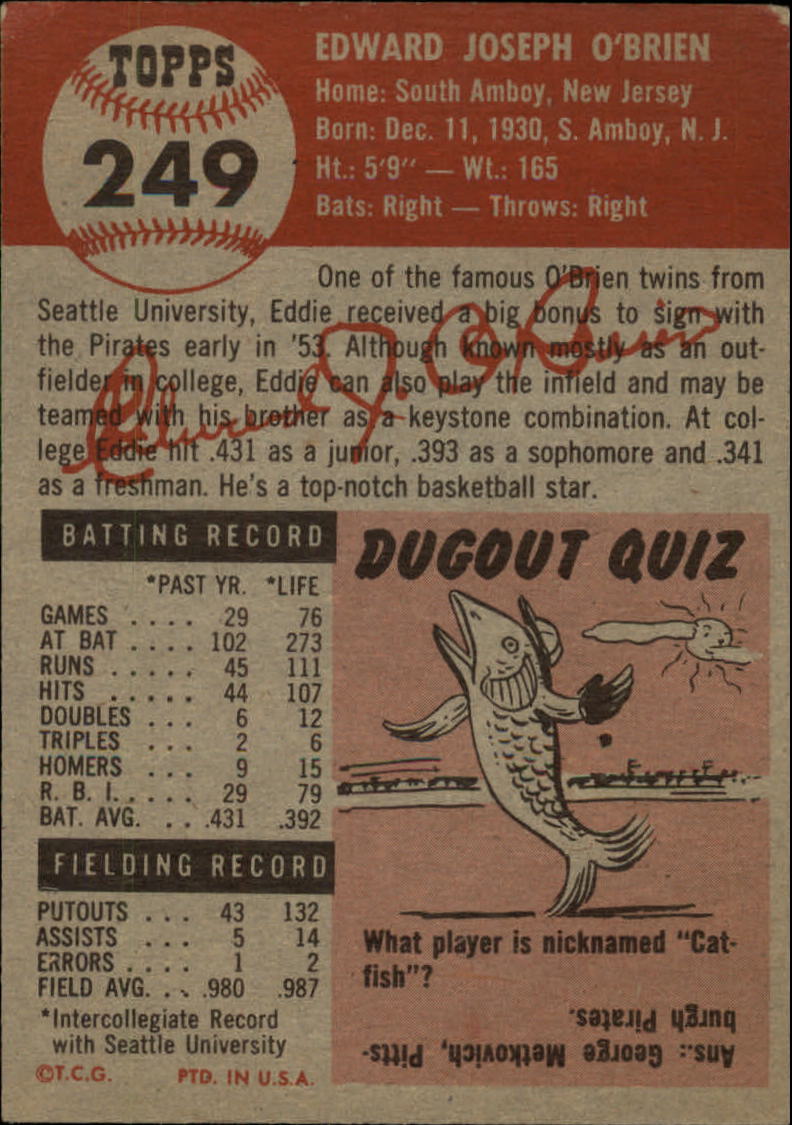 TOPPS
249
EDWARD JOSEPH O'BRIEN
Home: South Amboy, New Jersey
Born: Dec. 11, 1930, S. Amboy, N. J.
Ht.: 5'9" — Wt.: 165
Bats: Right — Throws: Right
One of the famous O'Brien twins from
Seattle University, Eddie received a big bonus to sign with
the Pirates early in '53. Although known mostly as an out-
fielder in college, Eddie can also play the infield and may be
teamed with his brother as a keystone combination. At col-
lege Eddie hit .431 as a junior, .393 as a sophomore and .341
as a freshman. He's a top-notch basketball star.
Edward J. O'Brien
BATTING RECORD
*PAST YR. *LIFE
GAMES . . . . 29 76
AT BAT . . . . 102 273
RUNS . . . . . 45 111
HITS . . . . . 44 107
DOUBLES . . . 6 12
TRIPLES . . . 2 6
HOMERS . . . 9 15
R. B. I. . . . . 29 79
BAT. AVG. . . .431 .392
FIELDING RECORD
PUTOUTS . . . 43 132
ASSISTS . . . 5 14
ERRORS . . . . 1 2
FIELD AVG. . . .980 .987
*Intercollegiate Record
with Seattle University
©T.C.G. PTD. IN U.S.A.
DUGOUT QUIZ
What player is nicknamed "Cat-
fish"?
Ans.: George Metkovich, Pitts-
burgh Pirates.